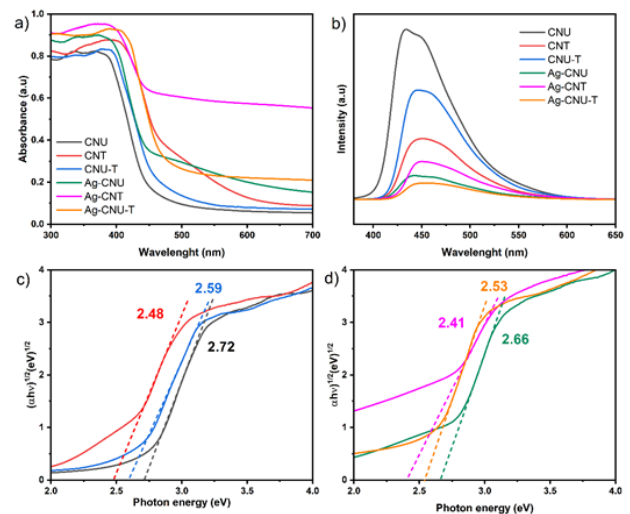 a)
Absorbance (a.u)
1.0
0.8
0.6
0.4
0.2
0.0
CNU
CNT
CNU-T
Ag-CNU
Ag-CNT
Ag-CNU-T
300 400 500 600 700
Wavelenght (nm)
b)
Intensity (a.u)
CNU
CNT
CNU-T
Ag-CNU
Ag-CNT
Ag-CNU-T
400 450 500 550 600 650
Wavelenght (nm)
c)
(αhν)1/2(eV)1/2
4
3
2
1
0
2.48
2.59
2.72
2.0 2.5 3.0 3.5 4.0
Photon energy (eV)
d)
αhν)1/2(eV)1/2
4
3
2
1
0
2.53
2.41
2.66
2.0 2.5 3.0 3.5 4.0
Photon energy (eV)